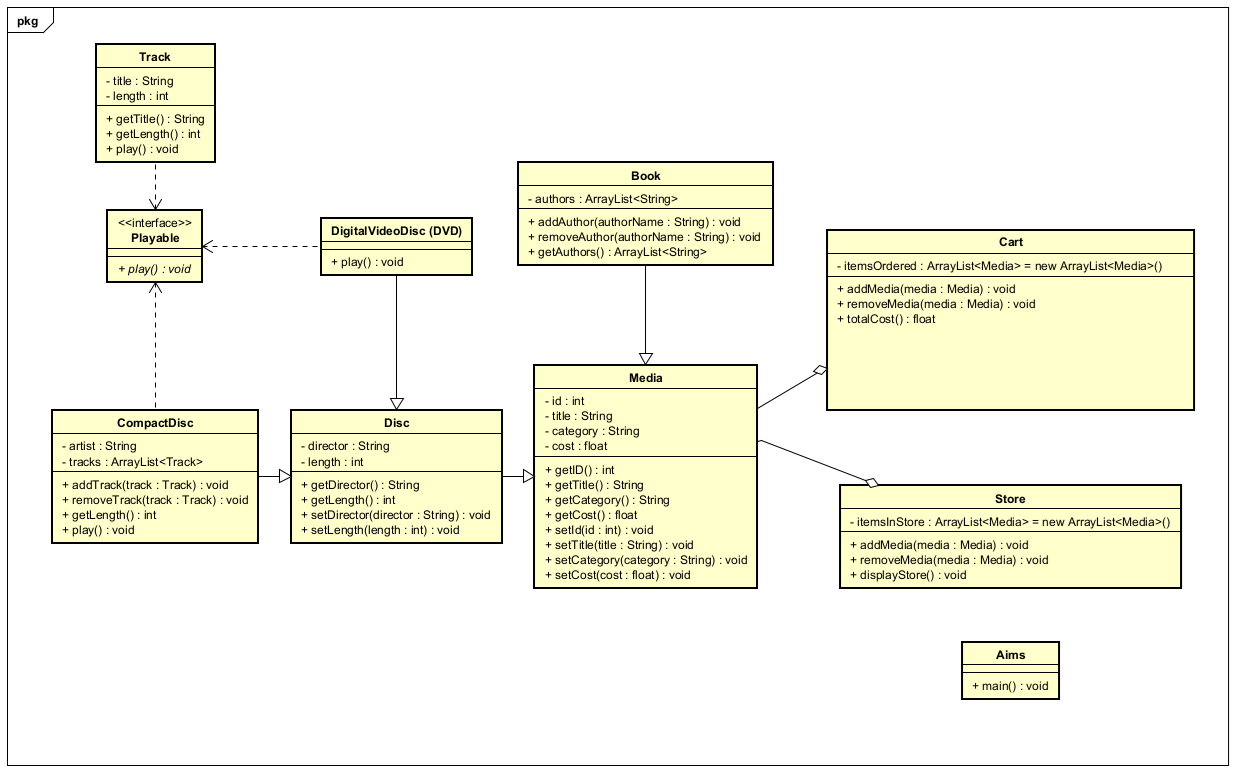 pkg
Track
- title : String
- length : int
+ getTitle() : String
+ getLength() : int
+ play() : void
<<interface>>
Playable
+ play() : void
DigitalVideoDisc (DVD)
+ play() : void
Book
- authors : ArrayList<String>
+ addAuthor(authorName : String) : void
+ removeAuthor(authorName : String) : void
+ getAuthors() : ArrayList<String>
Cart
- itemsOrdered : ArrayList<Media> = new ArrayList<Media>()
+ addMedia(media : Media) : void
+ removeMedia(media : Media) : void
+ totalCost() : float
CompactDisc
- artist : String
- tracks : ArrayList<Track>
+ addTrack(track : Track) : void
+ removeTrack(track : Track) : void
+ getLength() : int
+ play() : void
Disc
- director : String
- length : int
+ getDirector() : String
+ getLength() : int
+ setDirector(director : String) : void
+ setLength(length : int) : void
Media
- id : int
- title : String
- category : String
- cost : float
+ getID() : int
+ getTitle() : String
+ getCategory() : String
+ getCost() : float
+ setId(id : int) : void
+ setTitle(title : String) : void
+ setCategory(category : String) : void
+ setCost(cost : float) : void
Store
- itemsInStore : ArrayList<Media> = new ArrayList<Media>()
+ addMedia(media : Media) : void
+ removeMedia(media : Media) : void
+ displayStore() : void
Aims
+ main() : void